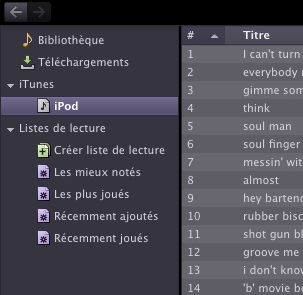 Bibliothèque
Téléchargements
iTunes
iPod
Listes de lecture
Créer liste de lecture
Les mieux notés
Les plus joués
Récemment ajoutés
Récemment joués
# Titre
1 I can't turn
2 everybody
3 gimme som
4 think
5 soul man
6 soul finger
7 messin' wit
8 almost
9 hey bartend
10 rubber bisc
11 shot gun bl
12 groove me
13 i don't know
14 'b' movie bo